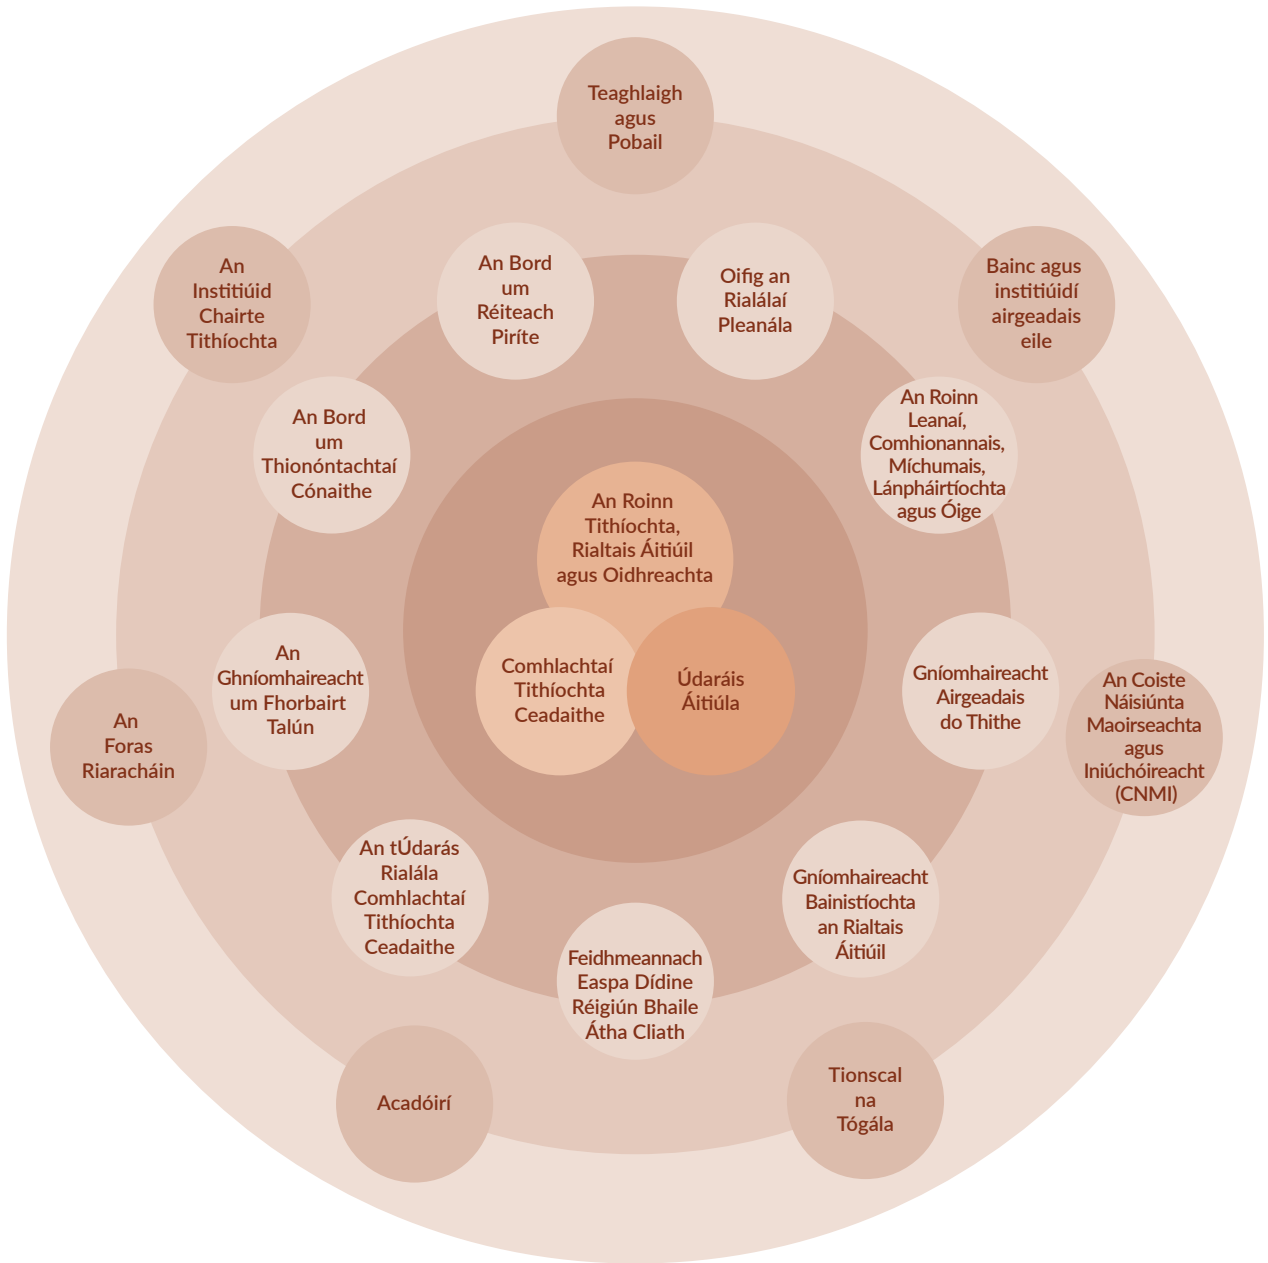 Teaghlaigh
agus
Pobail
An
Institiúid
Chairte
Tithíochta
An Bord
um
Réiteach
Piríte
Oifig an
Rialálaí
Pleanála
Bainc agus
institiúidí
airgeadais
eile
An Bord
um
Thionóntachtaí
Cónaithe
An Roinn
Leanaí,
Comhionannais,
Míchumais,
Lánpháirtíochta
agus Óige
An Roinn
Tithíochta,
Rialtais Áitiúil
agus Oidhreachta
Comhlachtaí
Tithíochta
Ceadaithe
Údaráis
Áitiúla
An
Ghníomhaireacht
um Fhorbairt
Talún
Gníomhaireacht
Airgeadais
do Thithe
An
Foras
Riaracháin
An Coiste
Náisiúnta
Maoirseachta
agus
Iniúchóireacht
(CNMI)
An tÚdarás
Rialála
Comhlachtaí
Tithíochta
Ceadaithe
Feidhmeannach
Easpa Dídine
Réigiún Bhaile
Átha Cliath
Gníomhaireacht
Bainistíochta
an Rialtais
Áitiúil
Acadóirí
Tionscal
na
Tógála